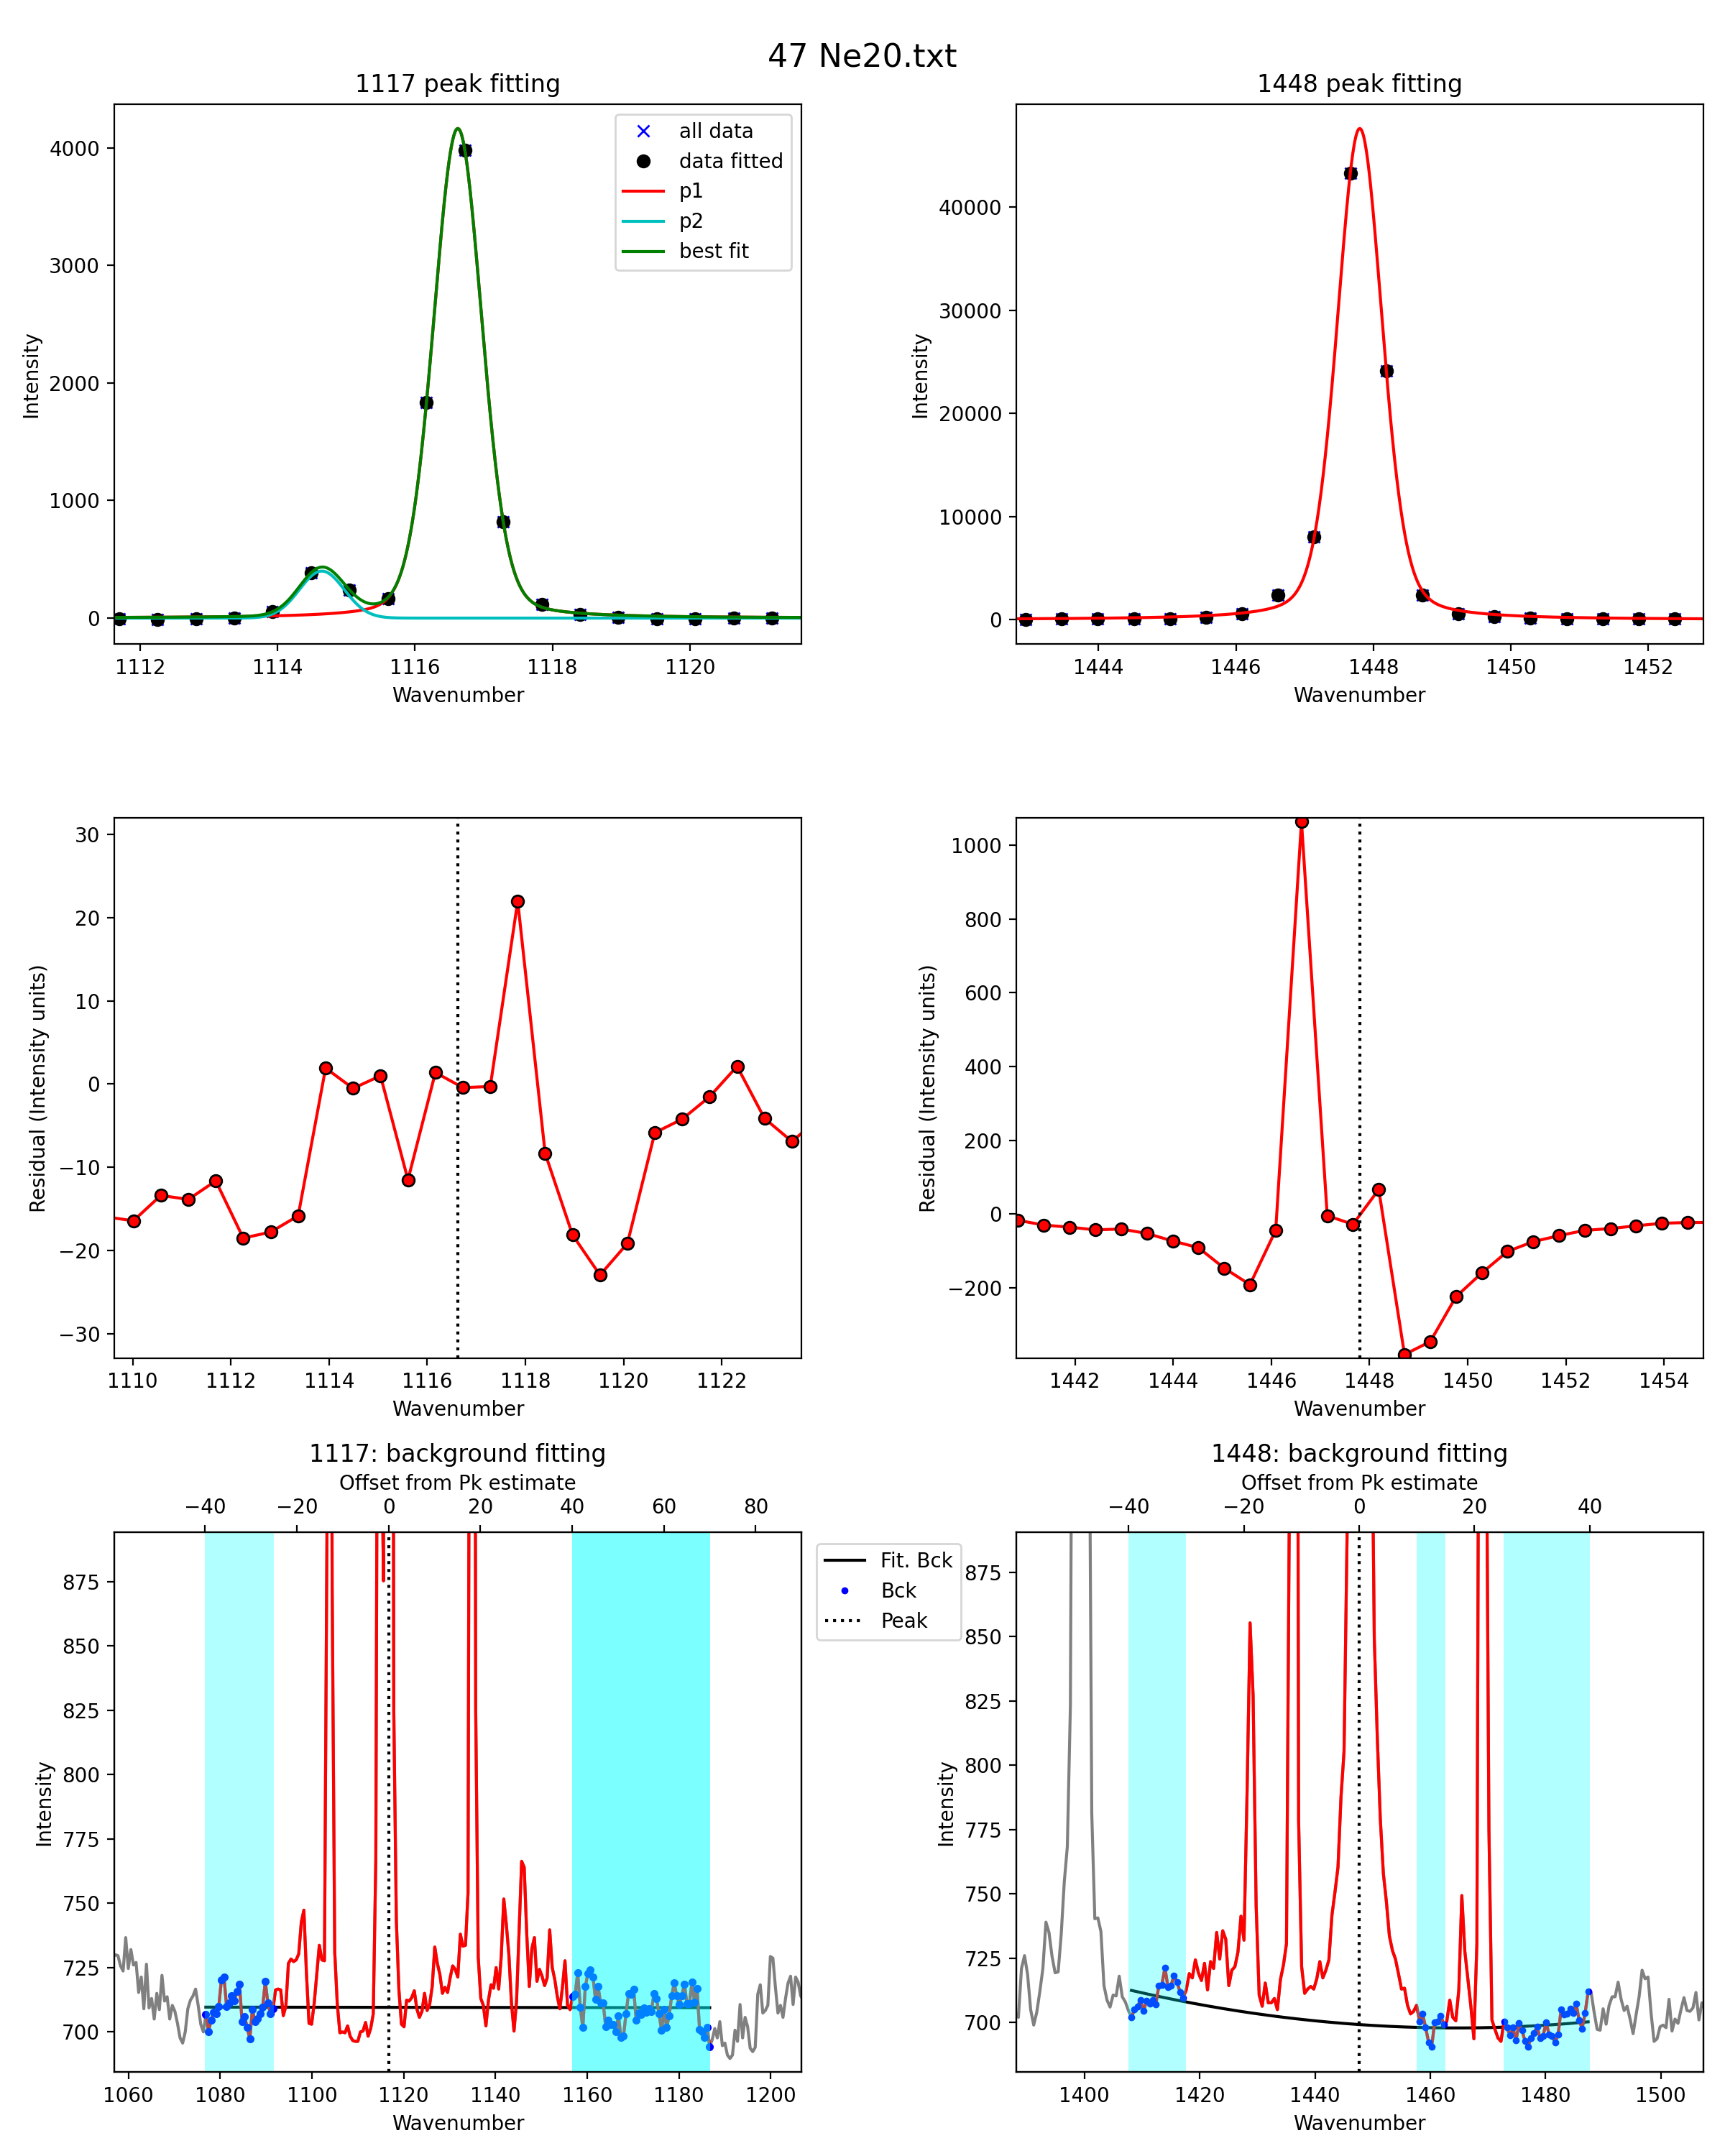 47 Ne20.txt
1117 peak fitting
1448 peak fitting
all data
data fitted
p1
p2
best fit
4000
3000
2000
1000
0
Intensity
1112 1114 1116 1118 1120
Wavenumber
40000
30000
20000
10000
0
Intensity
1444 1446 1448 1450 1452
Wavenumber
30
20
10
0
−10
−20
−30
Residual (Intensity units)
1110 1112 1114 1116 1118 1120 1122
Wavenumber
1000
800
600
400
200
0
−200
Residual (Intensity units)
1442 1444 1446 1448 1450 1452 1454
Wavenumber
1117: background fitting
Offset from Pk estimate
−40 −20 0 20 40 60 80
875
850
825
800
775
750
725
700
Intensity
1060 1080 1100 1120 1140 1160 1180 1200
Wavenumber
Fit. Bck
Bck
Peak
1448: background fitting
Offset from Pk estimate
−40 −20 0 20 40
875
850
825
800
775
750
725
700
Intensity
1400 1420 1440 1460 1480 1500
Wavenumber